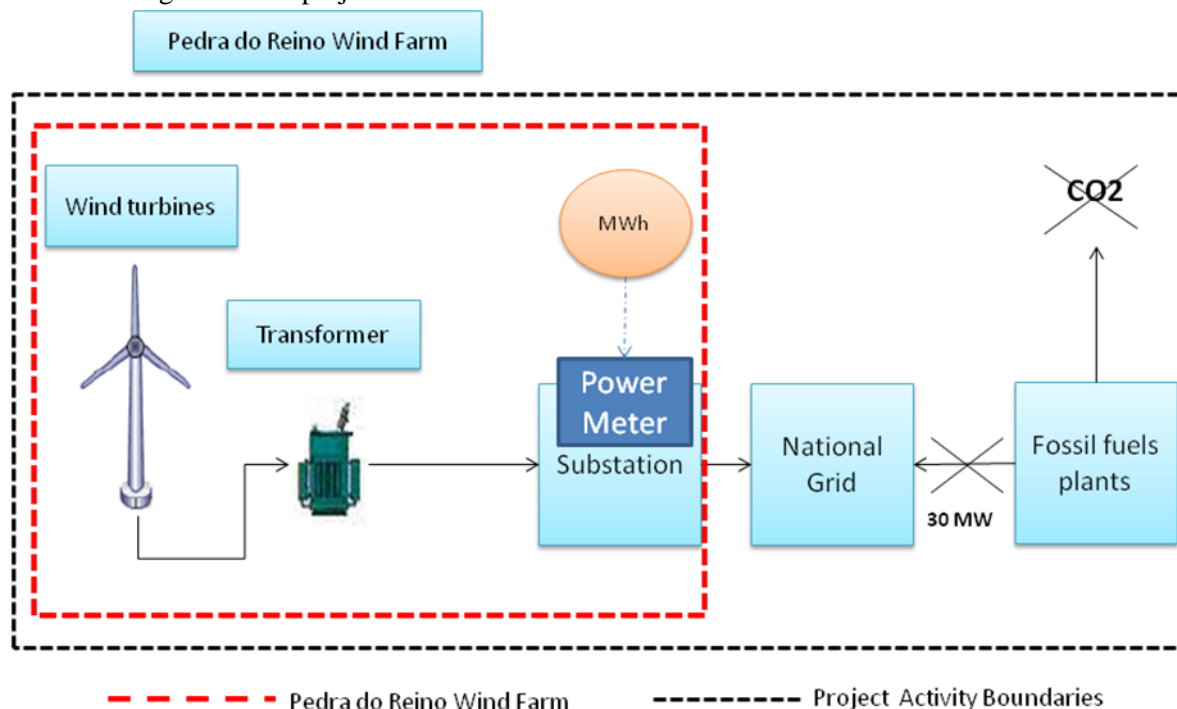 Pedra do Reino Wind Farm
Wind turbines
Transformer
MWh
Power
Meter
Substation
National
Grid
30 MW
Fossil fuels
plants
CO2
Pedra do Reino Wind Farm
Project Activity Boundaries